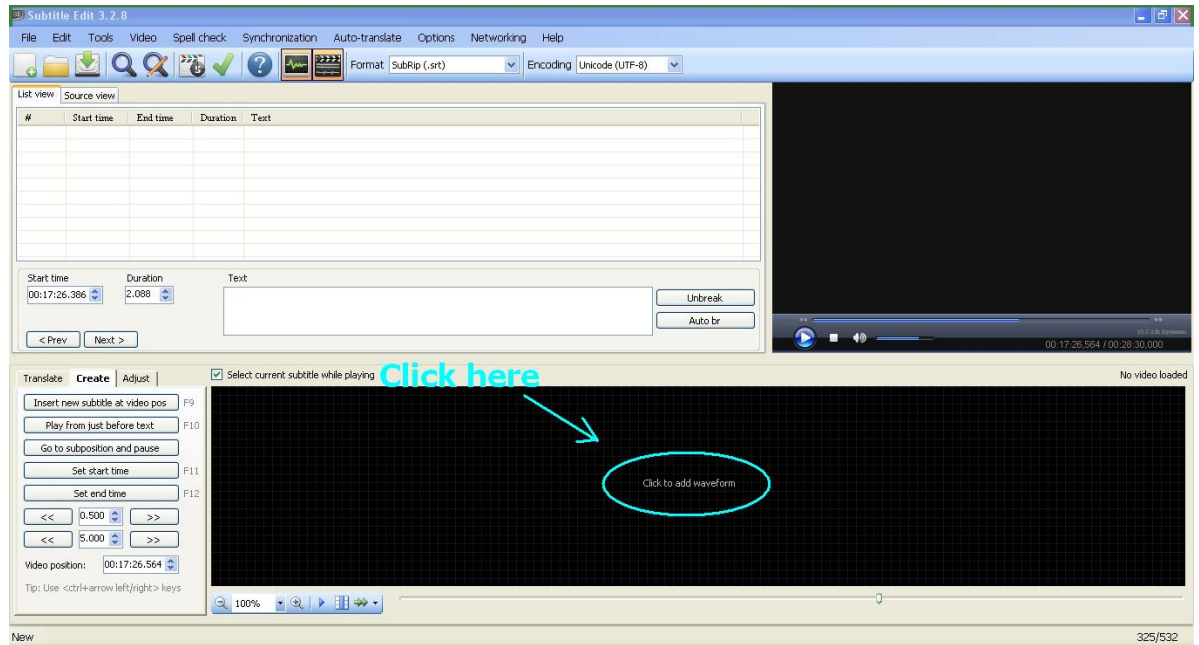 Subtitle Edit 3.2.8
File Edit Tools Video Spell check Synchronization Auto-translate Options Networking Help
Format SubRip (.srt) Encoding Unicode (UTF-8)
List view Source view
# Start time End time Duration Text
Start time Duration Text
00:17:26.386 2.088
Unbreak
Auto br
< Prev Next >
VLC Lib Dynamic
00:17:26,564 / 00:28:30,000
Translate Create Adjust
Select current subtitle while playing
Click here
No video loaded
Insert new subtitle at video pos F9
Play from just before text F10
Go to subposition and pause
Set start time F11
Set end time F12
<< 0.500 >>
<< 5.000 >>
Video position: 00:17:26.564
Tip: Use <ctrl+arrow left/right> keys
Click to add waveform
100%
New
325/532